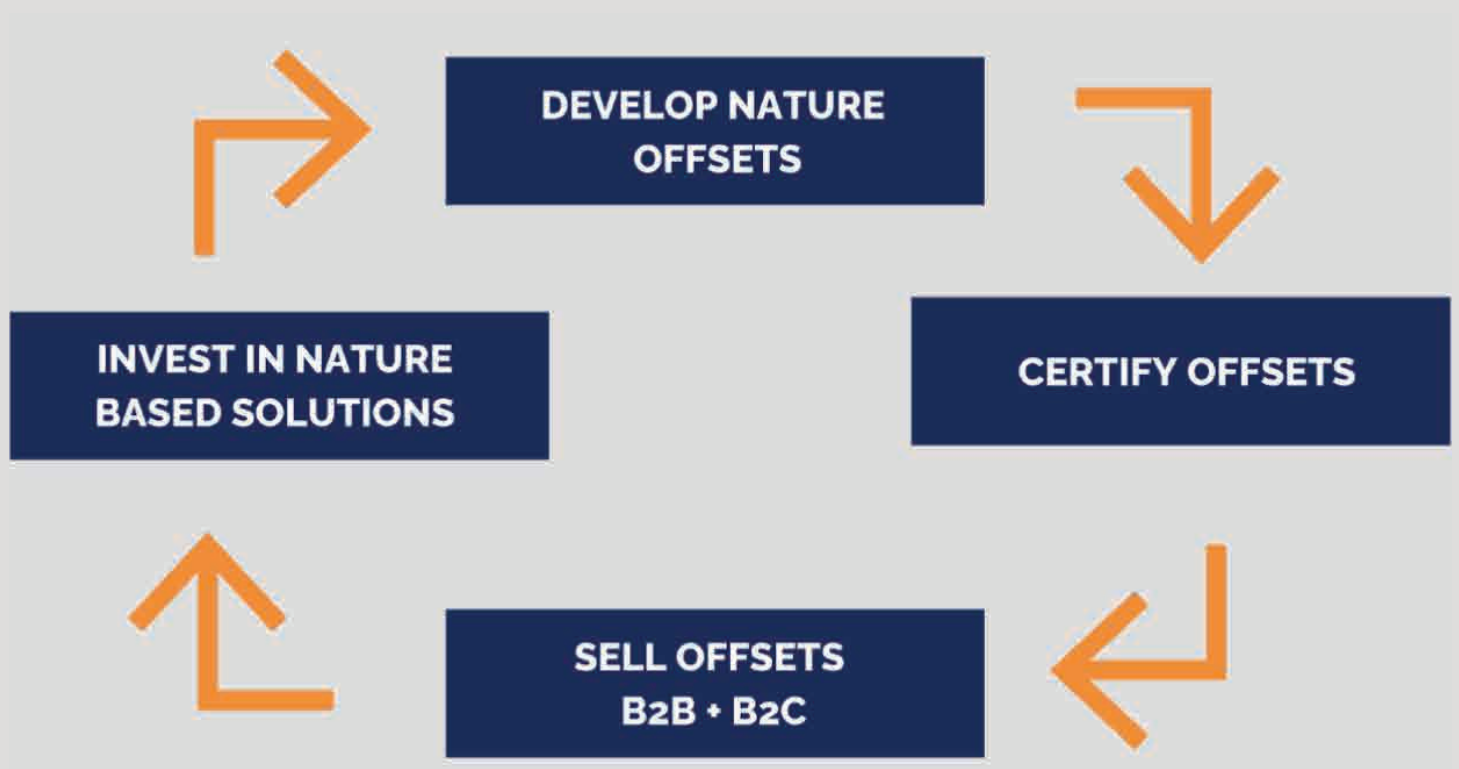 DEVELOP NATURE
OFFSETS
INVEST IN NATURE
BASED SOLUTIONS
CERTIFY OFFSETS
SELL OFFSETS
B2B + B2C